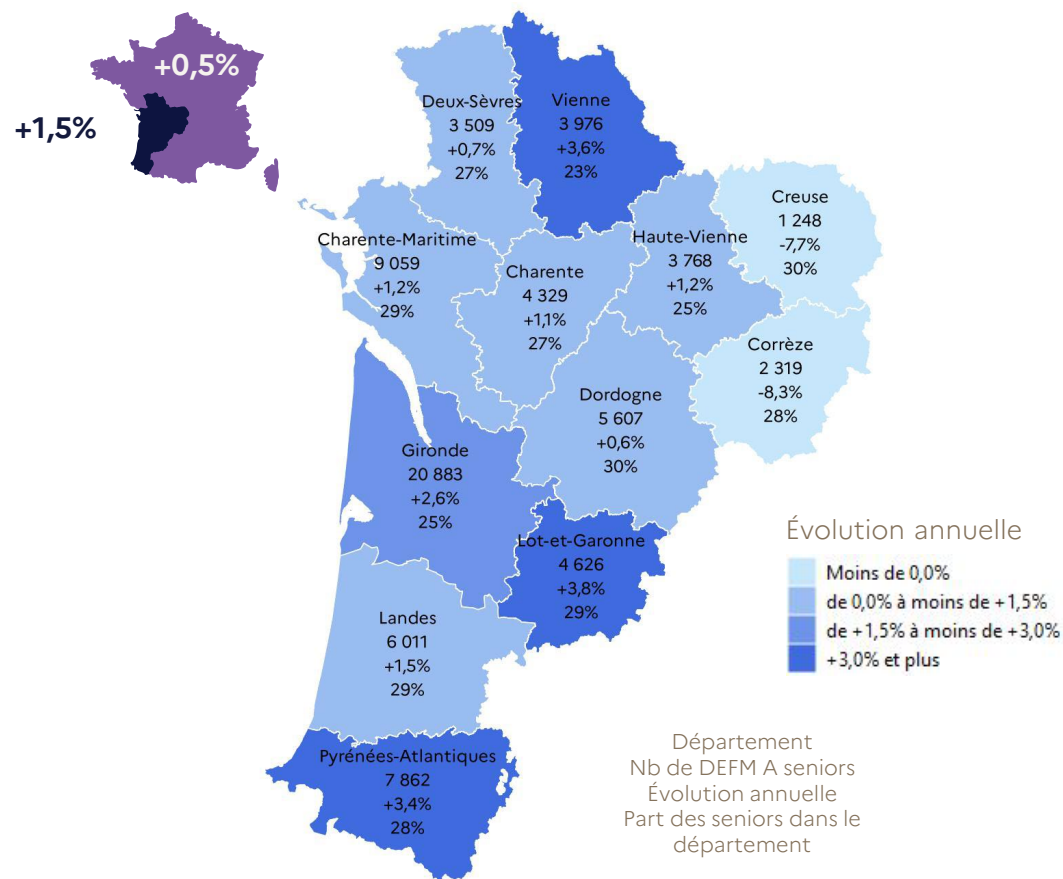 +0,5%
+1,5%
Deux-Sèvres
3 509
+0,7%
27%
Vienne
3 976
+3,6%
23%
Creuse
1 248
-7,7%
30%
Charente-Maritime
9 059
+1,2%
29%
Charente
4 329
+1,1%
27%
Haute-Vienne
3 768
+1,2%
25%
Corrèze
2 319
-8,3%
28%
Dordogne
5 607
+0,6%
30%
Gironde
20 883
+2,6%
25%
Lot-et-Garonne
4 626
+3,8%
29%
Landes
6 011
+1,5%
29%
Pyrénées-Atlantiques
7 862
+3,4%
28%
Évolution annuelle
Moins de 0,0%
de 0,0% à moins de +1,5%
de +1,5% à moins de +3,0%
+3,0% et plus
Département
Nb de DEFM A seniors
Évolution annuelle
Part des seniors dans le
département